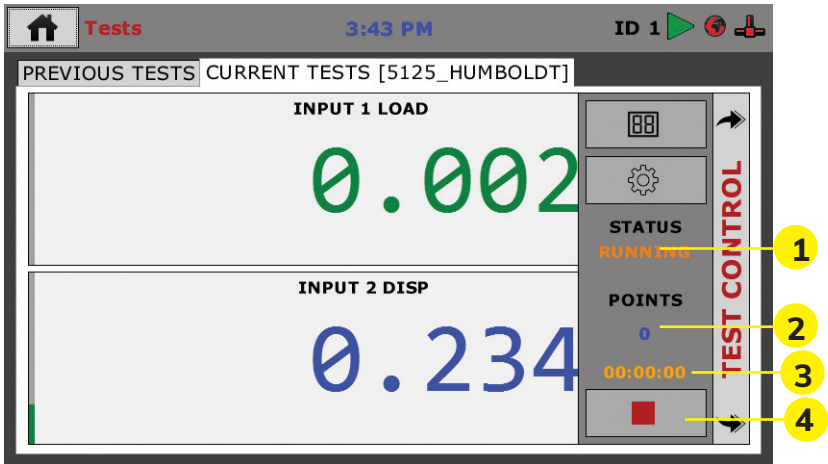 Tests 3:43 PM ID 1
PREVIOUS TESTS CURRENT TESTS [5125_HUMBOLDT]
INPUT 1 LOAD
0.002
INPUT 2 DISP
0.234
88
STATUS
RUNNING
POINTS
0
00:00:00
TEST CONTROL
1
2
3
4